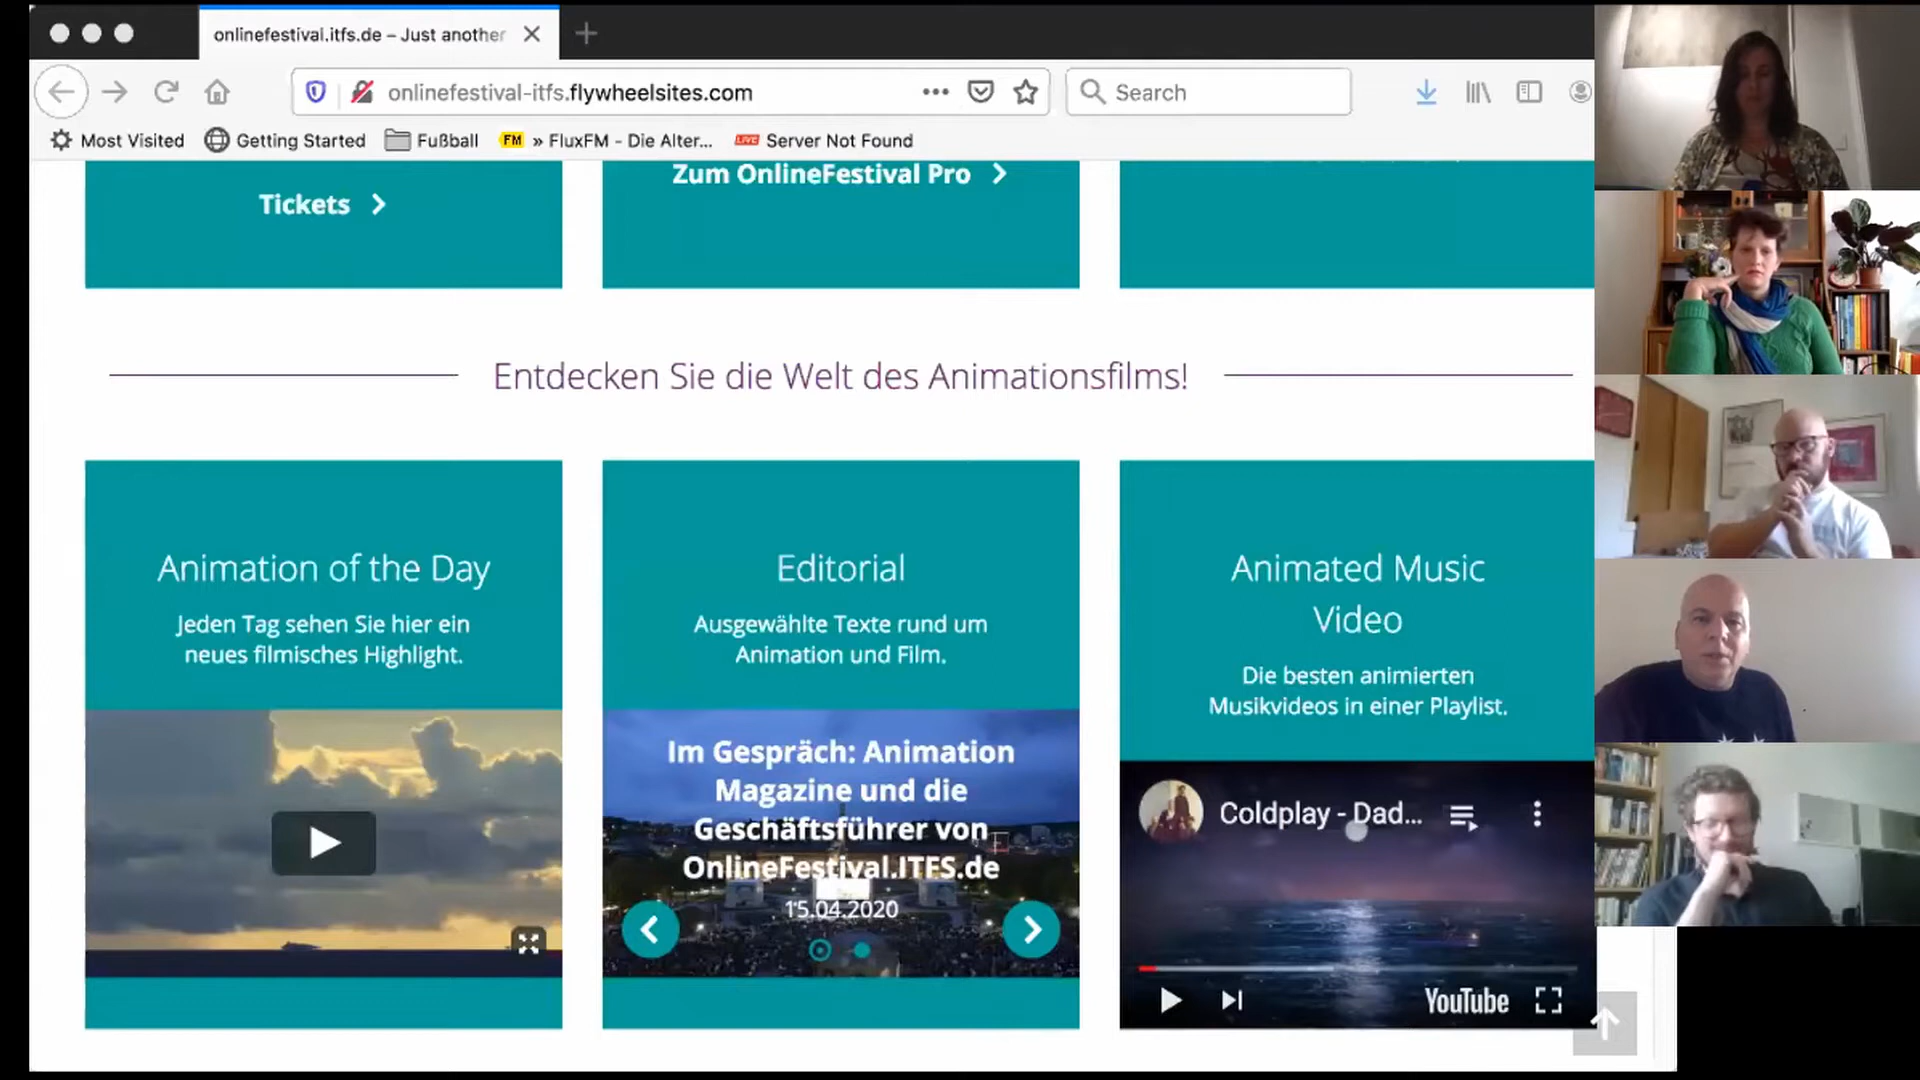 onlinefestival.itfs.de – Just another
onlinefestival-itfs.flywheelsites.com
Search
Most Visited
Getting Started
Fußball
FM
» FluxFM - Die Alter...
LIVE
Server Not Found
Tickets
Zum OnlineFestival Pro
Entdecken Sie die Welt des Animationsfilms!
Animation of the Day
Jeden Tag sehen Sie hier ein
neues filmisches Highlight.
Editorial
Ausgewählte Texte rund um
Animation und Film.
Im Gespräch: Animation
Magazine und die
Geschäftsführer von
OnlineFestival.ITFS.de
15.04.2020
Animated Music
Video
Die besten animierten
Musikvideos in einer Playlist.
Coldplay - Dad...
YouTube